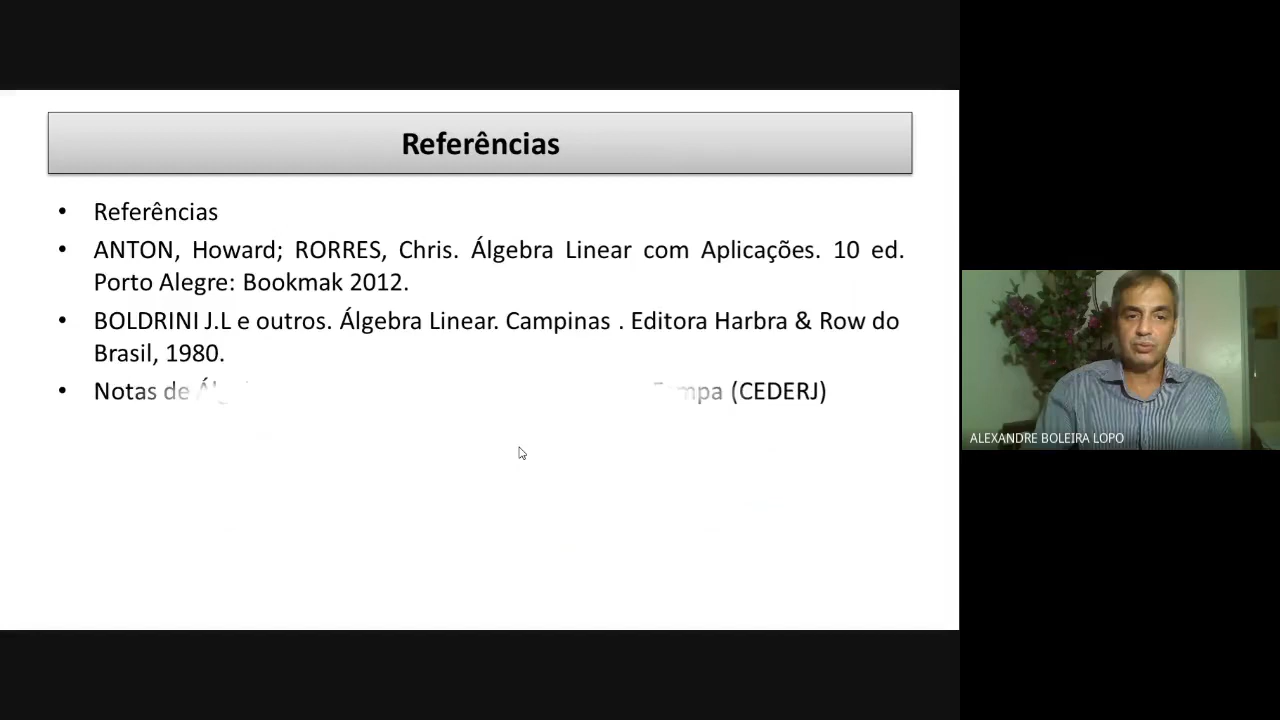 Referências
• Referências
• ANTON, Howard; RORRES, Chris. Álgebra Linear com Aplicações. 10 ed.
Porto Alegre: Bookmak 2012.
• BOLDRINI J.L e outros. Álgebra Linear. Campinas . Editora Harbra & Row do
Brasil, 1980.
• Notas de (CEDERJ)
ALEXANDRE BOLEIRA LOPO